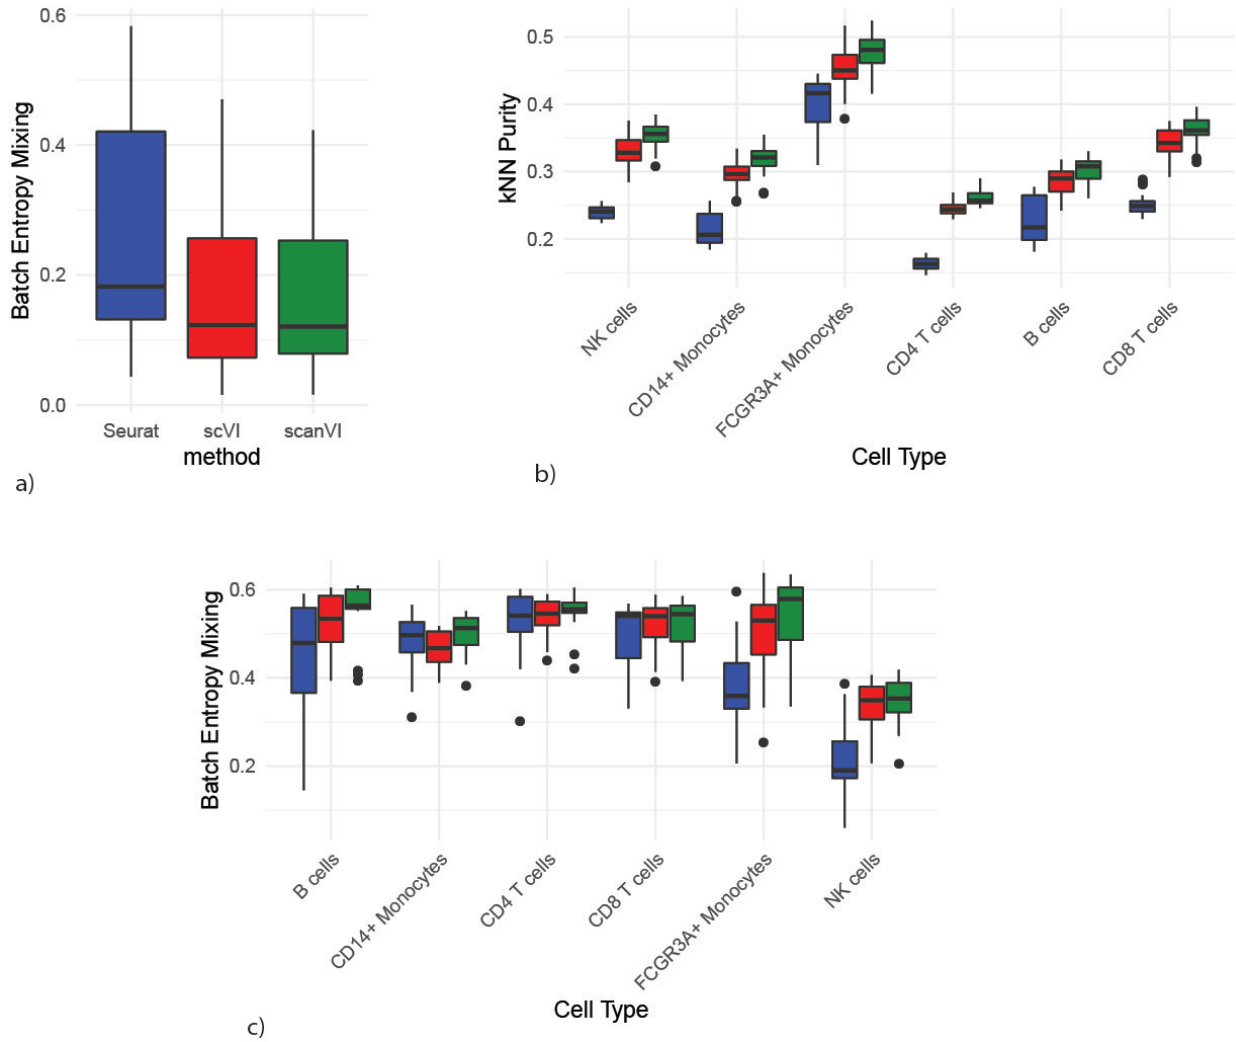 0.6
0.4
0.2
0.0
Batch Entropy Mixing
Seurat
scVI
scanVI
method
a)
0.5
0.4
0.3
0.2
kNN Purity
NK cells
CD14+ Monocytes
FCGR3A+ Monocytes
CD4 T cells
B cells
CD8 T cells
Cell Type
b)
0.6
0.4
0.2
Batch Entropy Mixing
B cells
CD14+ Monocytes
CD4 T cells
CD8 T cells
FCGR3A+ Monocytes
NK cells
Cell Type
c)